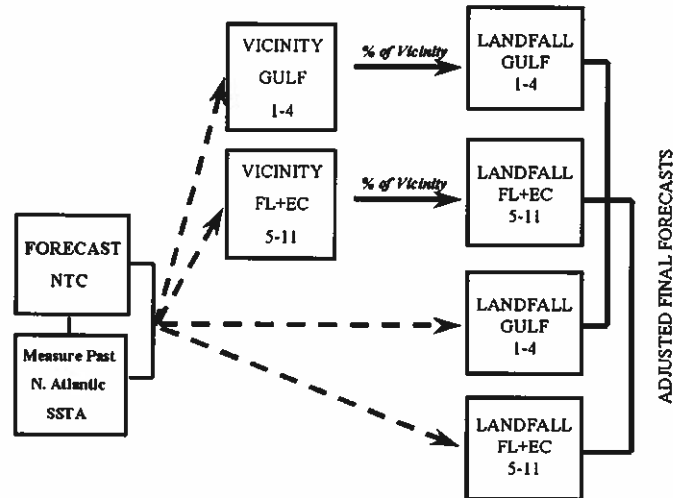 VICINITY
GULF
1-4
% of Vicinity
LANDFALL
GULF
1-4
VICINITY
FL+EC
5-11
% of Vicinity
LANDFALL
FL+EC
5-11
FORECAST
NTC
Measure Past
N. Atlantic
SSTA
LANDFALL
GULF
1-4
LANDFALL
FL+EC
5-11
ADJUSTED FINAL FORECASTS